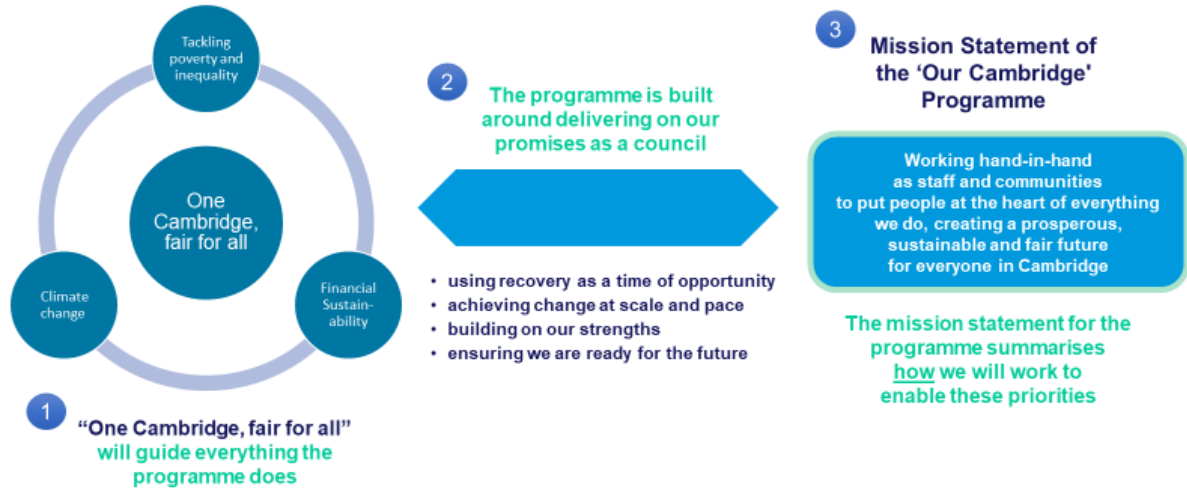 Tackling
poverty and
inequality
One
Cambridge,
fair for all
Climate
change
Financial
Sustain-
ability
1
“One Cambridge, fair for all”
will guide everything the
programme does
2
The programme is built
around delivering on our
promises as a council
• using recovery as a time of opportunity
• achieving change at scale and pace
• building on our strengths
• ensuring we are ready for the future
3
Mission Statement of
the ‘Our Cambridge'
Programme
Working hand-in-hand
as staff and communities
to put people at the heart of everything
we do, creating a prosperous,
sustainable and fair future
for everyone in Cambridge
The mission statement for the
programme summarises
how we will work to
enable these priorities